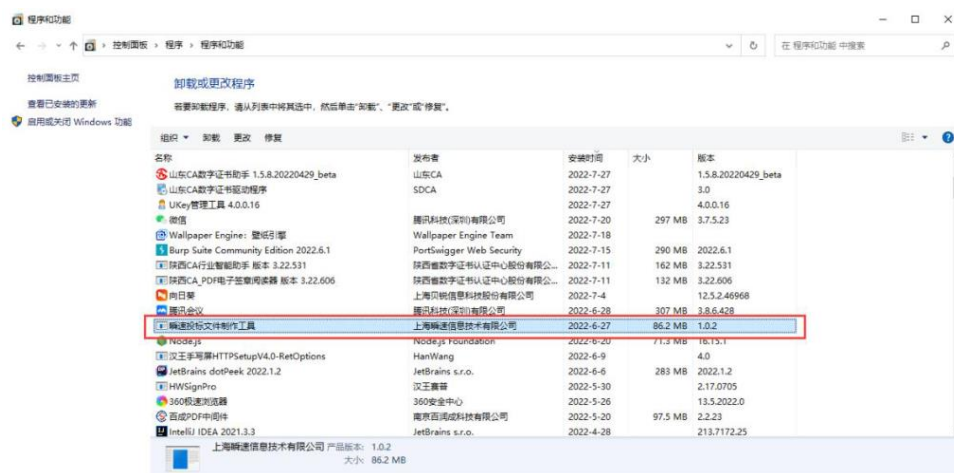 程序和功能
控制面板 › 程序 › 程序和功能
在 程序和功能 中搜索
控制面板主页
查看已安装的更新
启用或关闭 Windows 功能
卸载或更改程序
若要卸载程序，请从列表中将其选中，然后单击“卸载”、“更改”或“修复”。
组织 卸载 更改 修复
名称 发布者 安装时间 大小 版本
山东CA数字证书助手 1.5.8.20220429_beta 山东CA 2022-7-27 1.5.8.20220429_beta
山东CA数字证书驱动程序 SDCA 2022-7-27 3.0
UKey管理工具 4.0.0.16 2022-7-27 4.0.0.16
微信 腾讯科技(深圳)有限公司 2022-7-20 297 MB 3.7.5.23
Wallpaper Engine：壁纸引擎 Wallpaper Engine Team 2022-7-18
Burp Suite Community Edition 2022.6.1 PortSwigger Web Security 2022-7-15 290 MB 2022.6.1
陕西CA行业智能助手 版本 3.22.531 陕西省数字证书认证中心股份有限公... 2022-7-11 162 MB 3.22.531
陕西CA_PDF电子签章阅读器 版本 3.22.606 陕西省数字证书认证中心股份有限公... 2022-7-11 132 MB 3.22.606
向日葵 上海贝锐信息科技股份有限公司 2022-7-4 12.5.2.46968
腾讯会议 腾讯科技(深圳)有限公司 2022-6-28 307 MB 3.8.6.428
瞬速投标文件制作工具 上海瞬速信息技术有限公司 2022-6-27 86.2 MB 1.0.2
Node.js Node.js Foundation 2022-6-20 71.3 MB 16.15.1
汉王手写屏HTTPSetupV4.0-RetOptions HanWang 2022-6-9 4.0
JetBrains dotPeek 2022.1.2 JetBrains s.r.o. 2022-6-6 283 MB 2022.1.2
HWSignPro 汉王赛普 2022-5-30 2.17.0705
360极速浏览器 360安全中心 2022-5-26 13.5.2022.0
百成PDF中间件 南京百润成科技有限公司 2022-5-20 97.5 MB 2.2.23
IntelliJ IDEA 2021.3.3 JetBrains s.r.o. 2022-4-28 213.7172.25
上海瞬速信息技术有限公司 产品版本: 1.0.2
大小: 86.2 MB